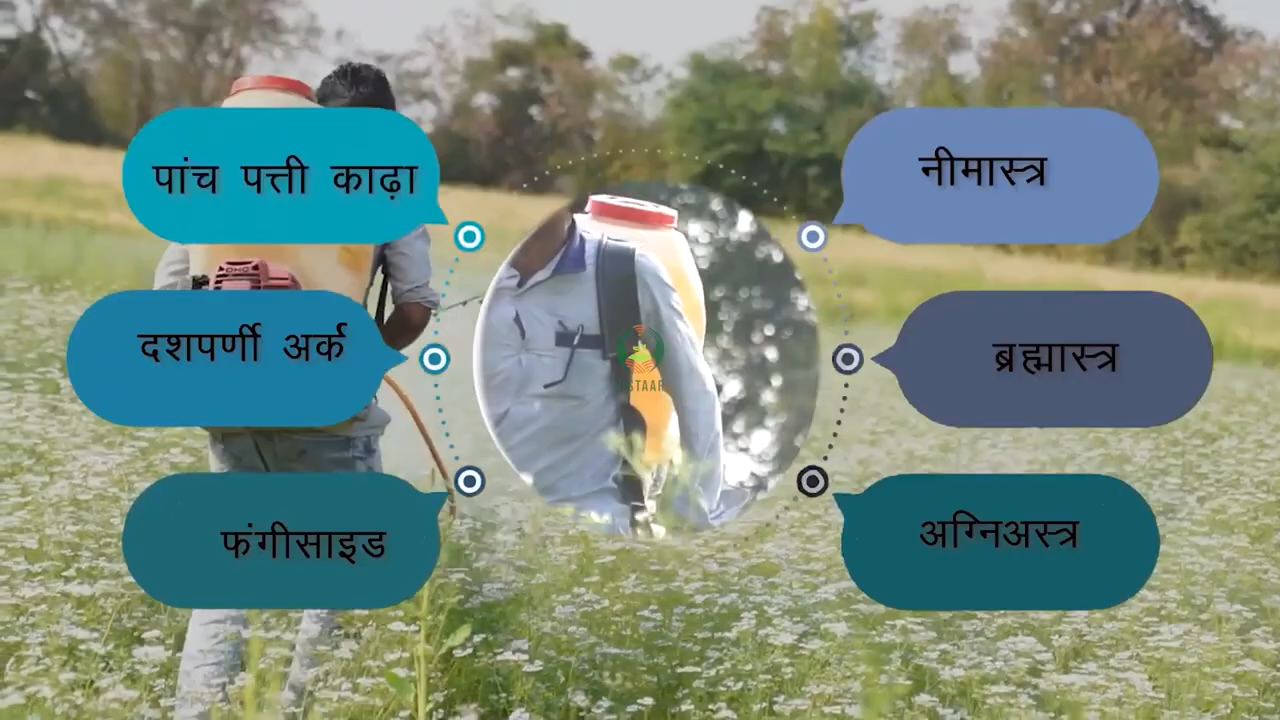 पांच पत्ती काढ़ा
नीमास्त्र
दशपर्णी अर्क
ब्रह्मास्त्र
फंगीसाइड
अग्निअस्त्र